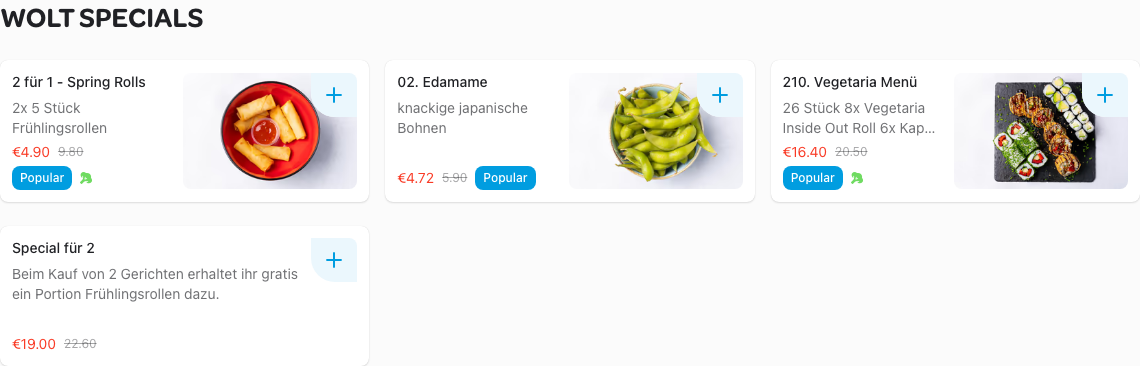 WOLT SPECIALS
2 für 1 - Spring Rolls
2x 5 Stück
Frühlingsrollen
€4.90 9.80
Popular
02. Edamame
knackige japanische
Bohnen
€4.72 5.90 Popular
210. Vegetaria Menü
26 Stück 8x Vegetaria
Inside Out Roll 6x Kap...
€16.40 20.50
Popular
Special für 2
Beim Kauf von 2 Gerichten erhaltet ihr gratis
ein Portion Frühlingsrollen dazu.
€19.00 22.60